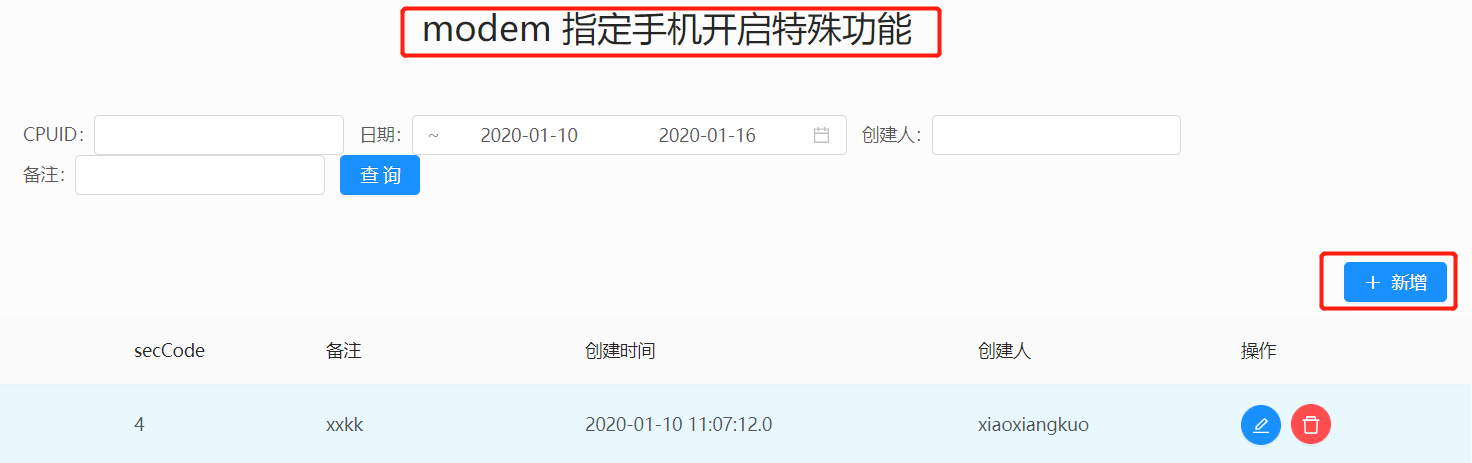 modem 指定手机开启特殊功能
CPUID: 日期: ~ 2020-01-10 2020-01-16 创建人:
备注: 查 询
+ 新增
secCode 备注 创建时间 创建人 操作
4 xxkk 2020-01-10 11:07:12.0 xiaoxiangkuo